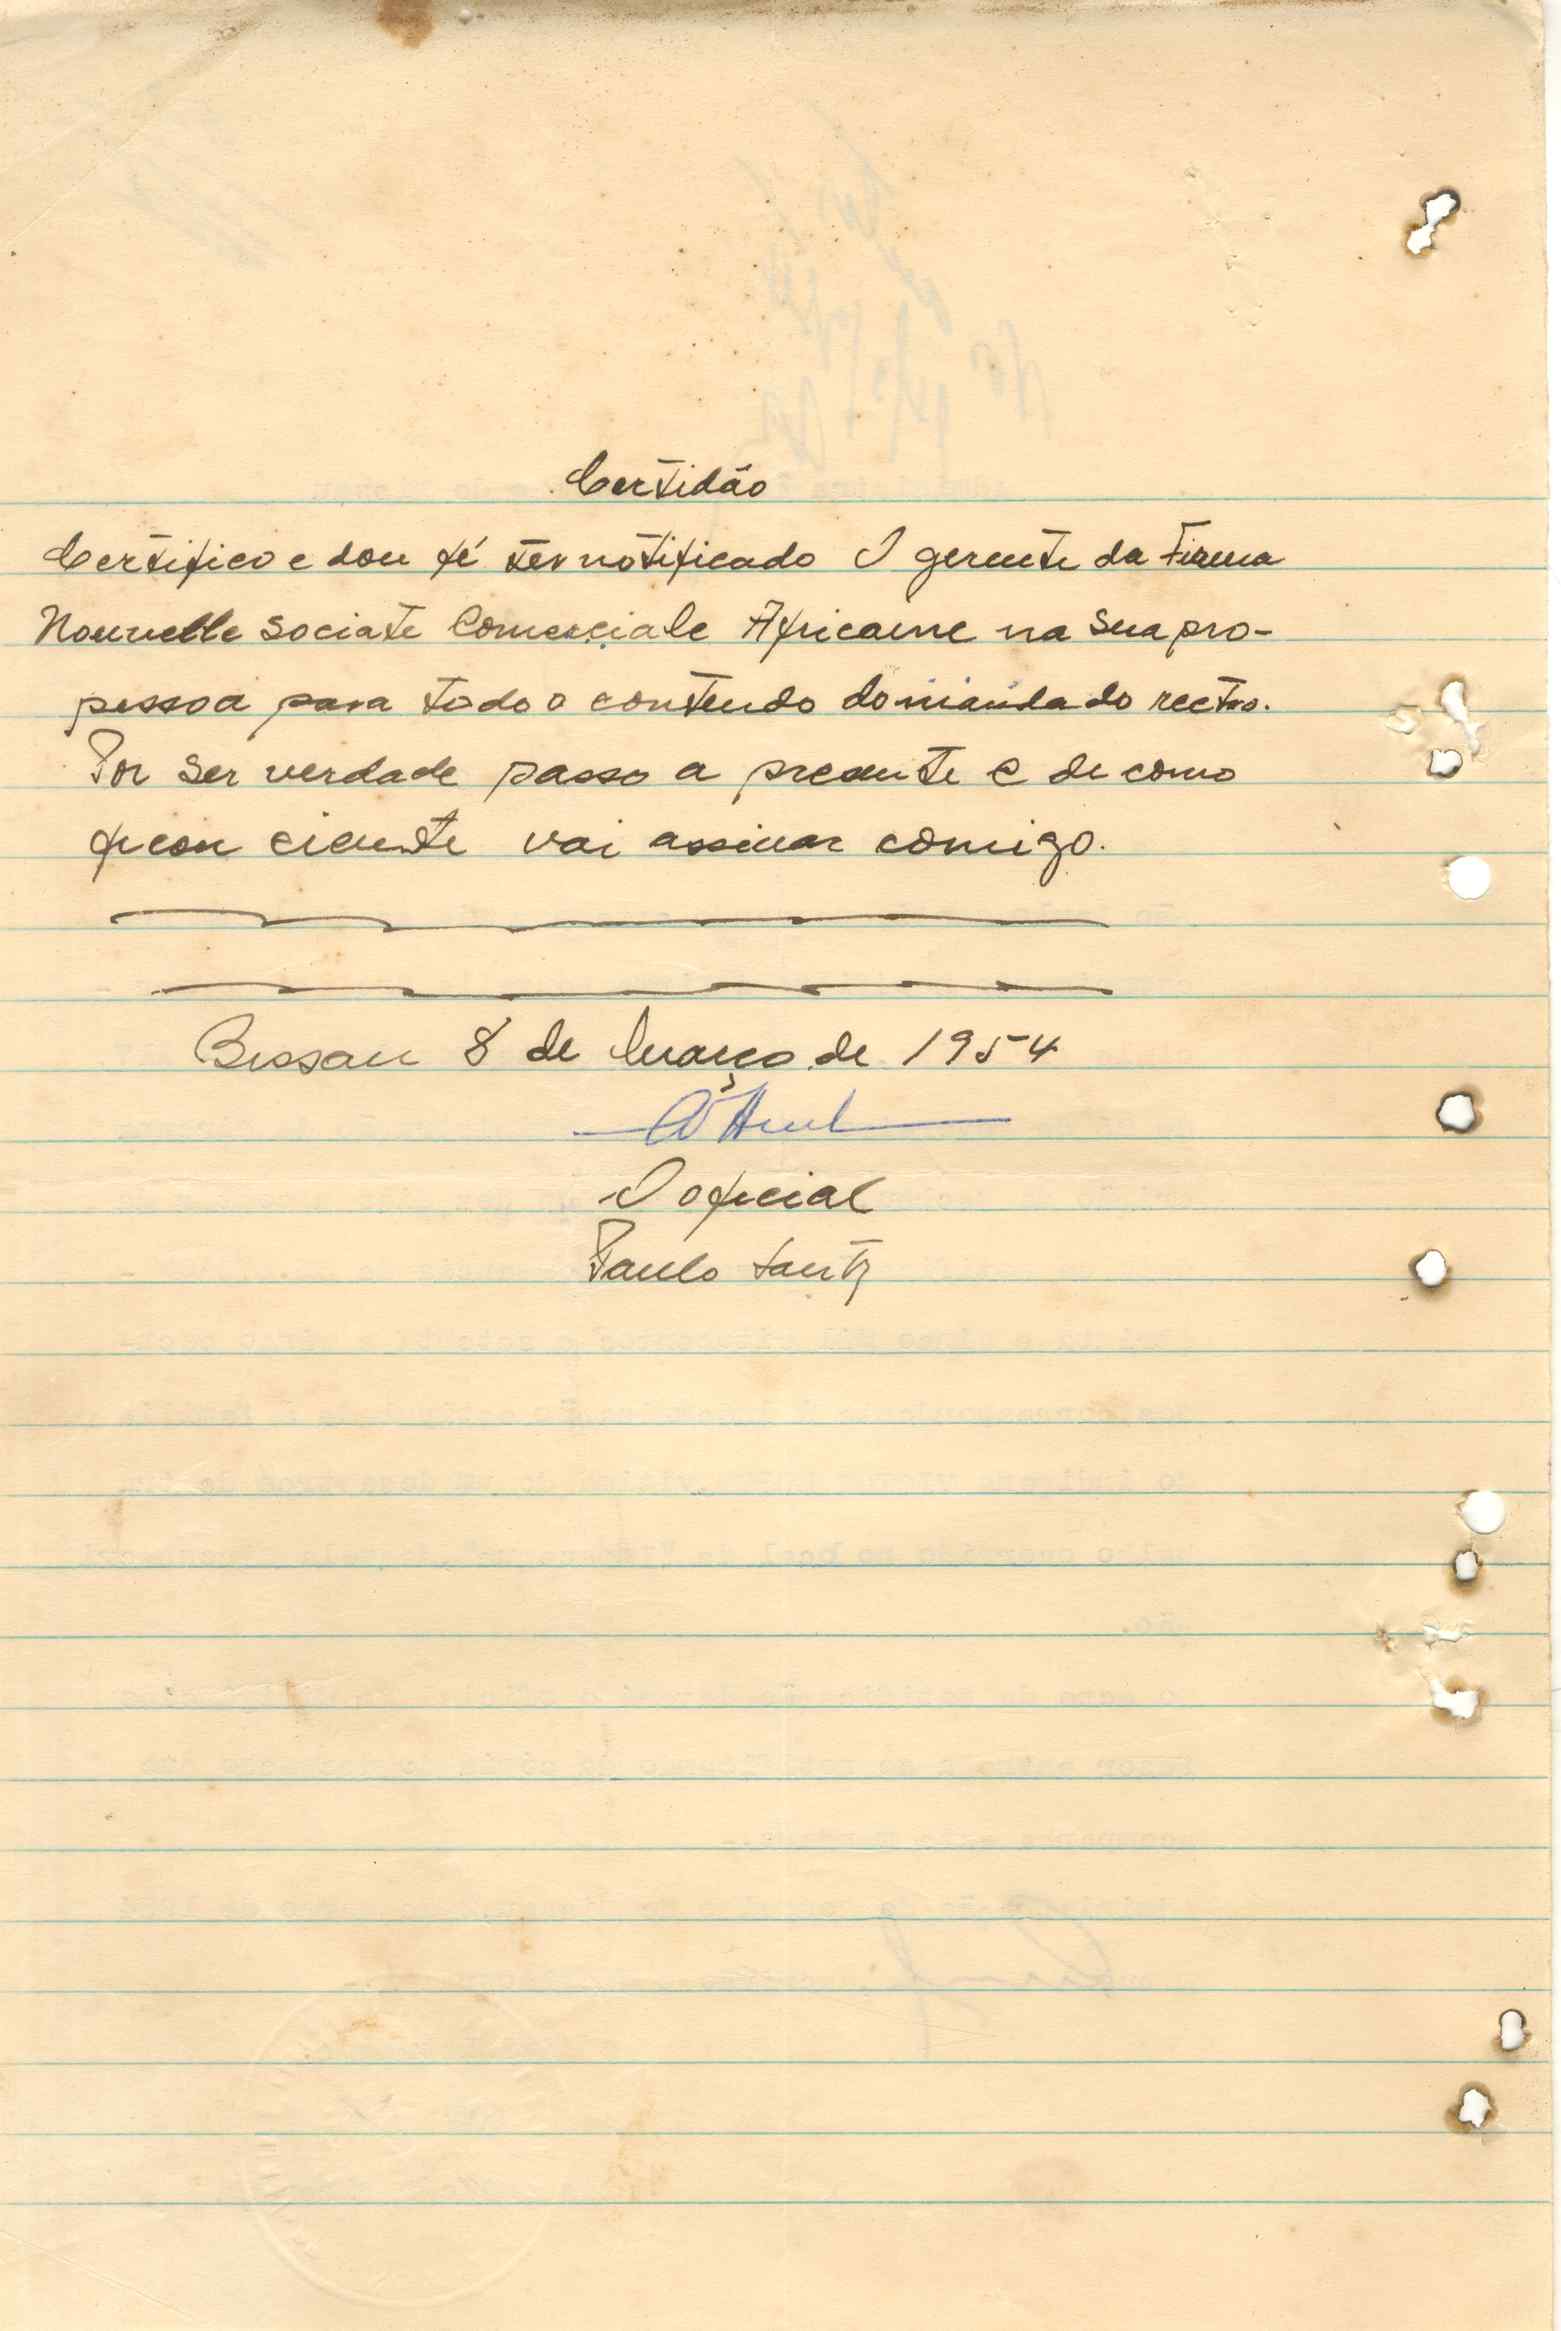 Certidão
Certifico e dou fé ter notificado O gerente da Firma
Nouvelle Sociate Comerciale Africaine na sua pro-
pessoa para todo o conteudo do mandado rectro.
Por ser verdade passo a presente e de como
ficou ciente vai assinar comigo.
Bissau 8 de Março de 1954
O oficial
Paulo